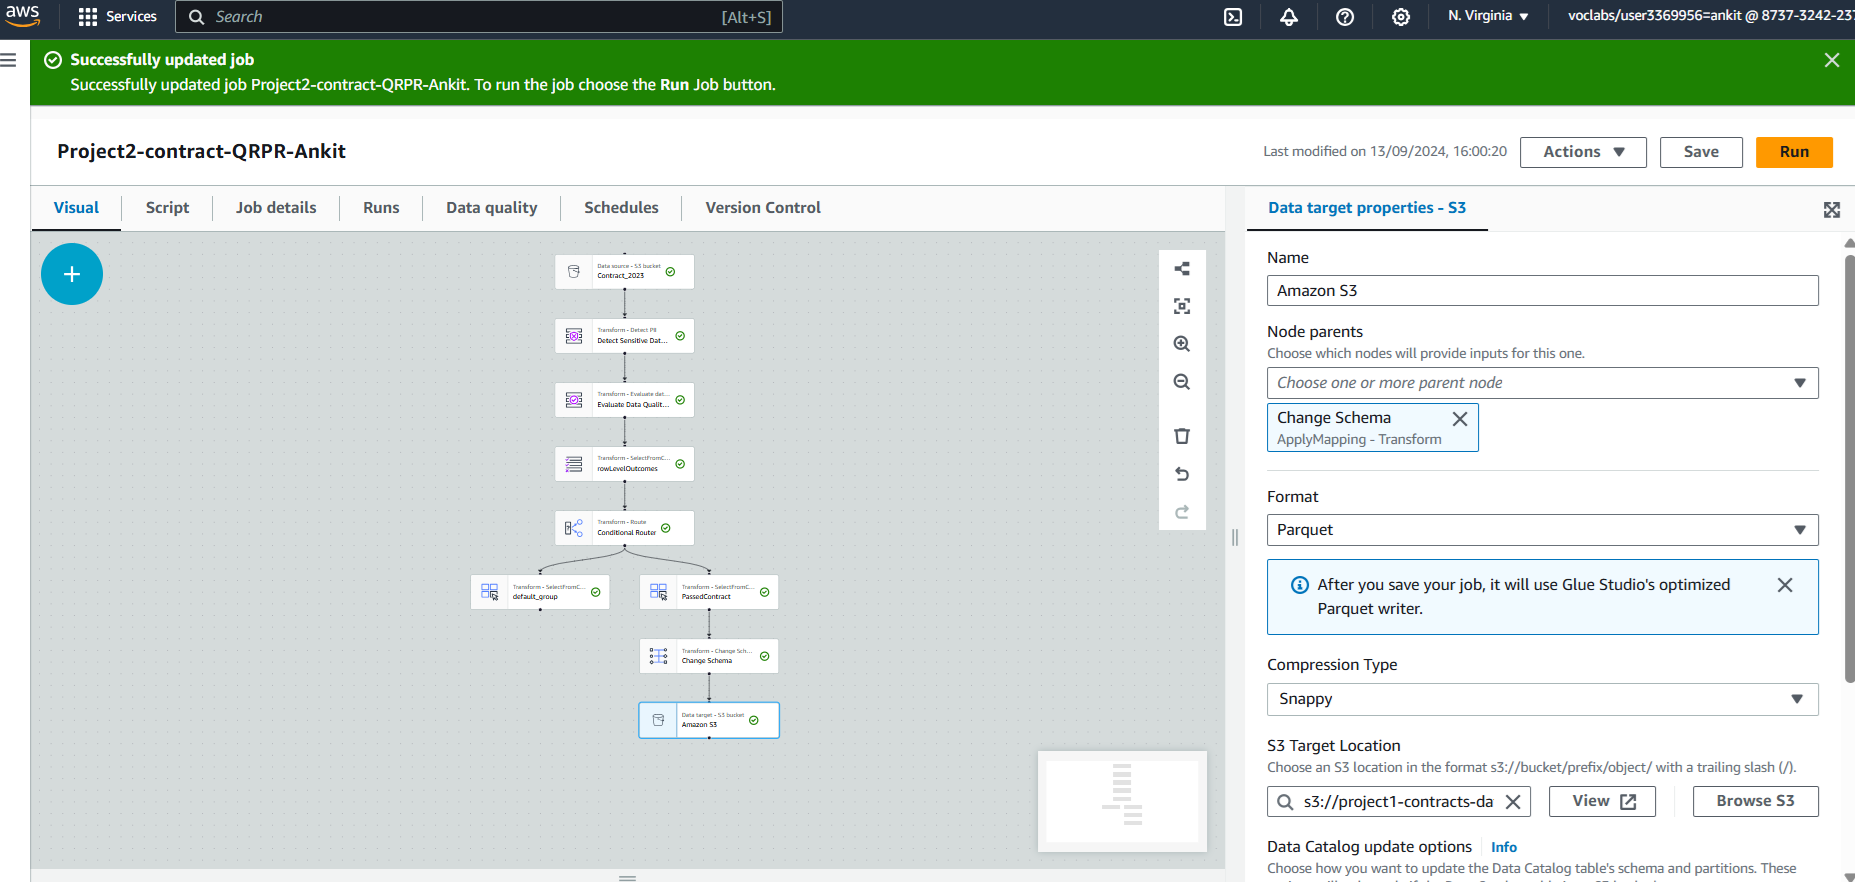 aws
Services
Search
[Alt+S]
N. Virginia
voclabs/user3369956=ankit @ 8737-3242-237
Successfully updated job
Successfully updated job Project2-contract-QRPR-Ankit. To run the job choose the Run Job button.
Project2-contract-QRPR-Ankit
Last modified on 13/09/2024, 16:00:20
Actions
Save
Run
Visual
Script
Job details
Runs
Data quality
Schedules
Version Control
Data source - S3 bucket
Contract_2023
Transform - Detect PII
Detect Sensitive Dat...
Transform - Evaluate dat...
Evaluate Data Qualit...
Transform - SelectFromC...
rowLevelOutcomes
Transform - Route
Conditional Router
Transform - SelectFromC...
default_group
Transform - SelectFromC...
PassedContract
Transform - Change Sch...
Change Schema
Data target - S3 bucket
Amazon S3
Data target properties - S3
Name
Amazon S3
Node parents
Choose which nodes will provide inputs for this one.
Choose one or more parent node
Change Schema
ApplyMapping - Transform
Format
Parquet
After you save your job, it will use Glue Studio's optimized
Parquet writer.
Compression Type
Snappy
S3 Target Location
Choose an S3 location in the format s3://bucket/prefix/object/ with a trailing slash (/).
s3://project1-contracts-da
View
Browse S3
Data Catalog update options
Info
Choose how you want to update the Data Catalog table's schema and partitions. These